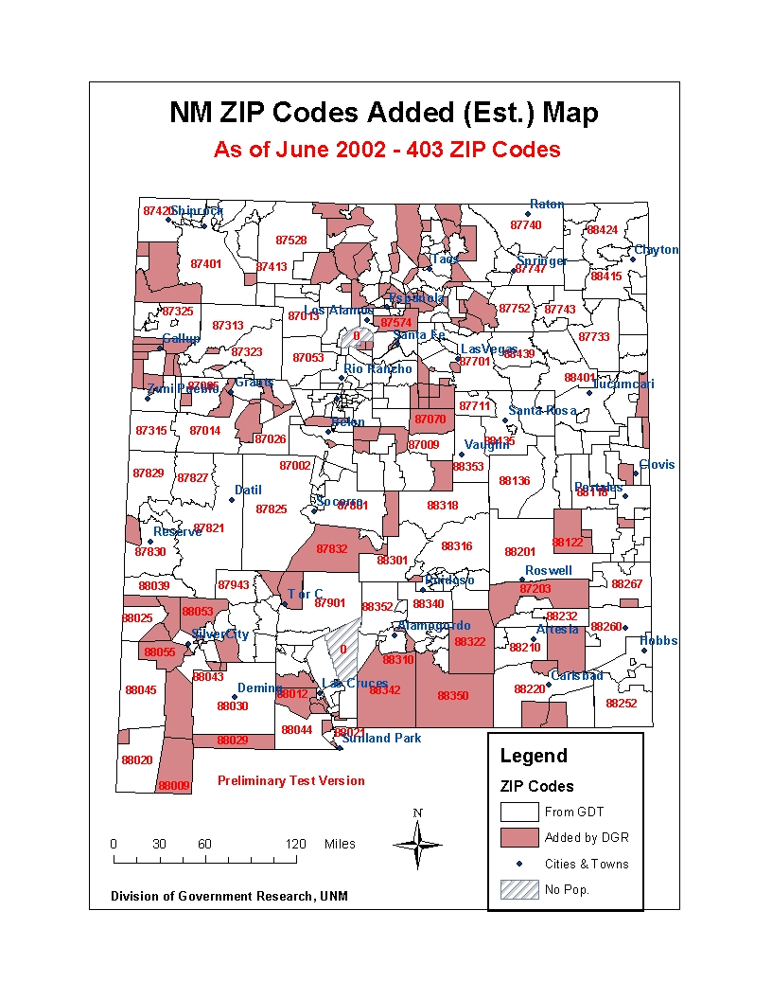 NM ZIP Codes Added (Est.) Map
As of June 2002 - 403 ZIP Codes
Raton
87420 Shiprock
87740
88424
87528
Clayton
87401
87413
Taos
Springer
87747
88415
Española
87325
87013
Los Alamos
87752
87743
87313
87574
0
Santa Fe
87733
Gallup
87323
87053
LasVegas
87701
88439
Rio Rancho
88401
Tucumcari
Zuni Pueblo
Grants
87711
Santa Rosa
87070
Belen
87315
87014
87026
87009
Vaughn
88435
87002
88353
Clovis
87829
87827
88136
Portales
88118
Datil
87825
Socorro
87801
88318
87821
Reserve
87830
87832
88316
88201
88122
88301
Roswell
88039
87943
T or C
87901
88352
Ruidoso
88340
87203
88267
88025
88053
88232
SilverCity
Alamogordo
88322
Artesia
88260
88210
Hobbs
88055
0
88310
88043
Las Cruces
Carlsbad
88045
Deming
88012
88342
88350
88220
88030
88252
88044
88021
88029
Sunland Park
88020
88009
Preliminary Test Version
Legend
ZIP Codes
From GDT
Added by DGR
Cities & Towns
No Pop.
N
0 30 60 120 Miles
Division of Government Research, UNM